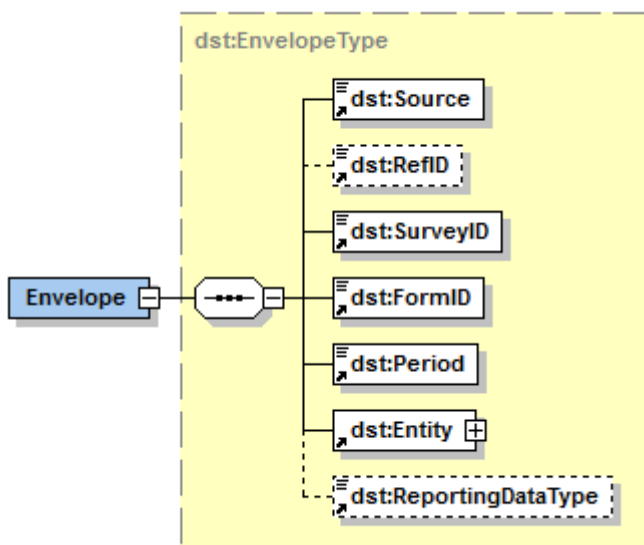 dst:EnvelopeType
dst:Source
dst:RefID
dst:SurveyID
Envelope
dst:FormID
dst:Period
dst:Entity
dst:ReportingDataType